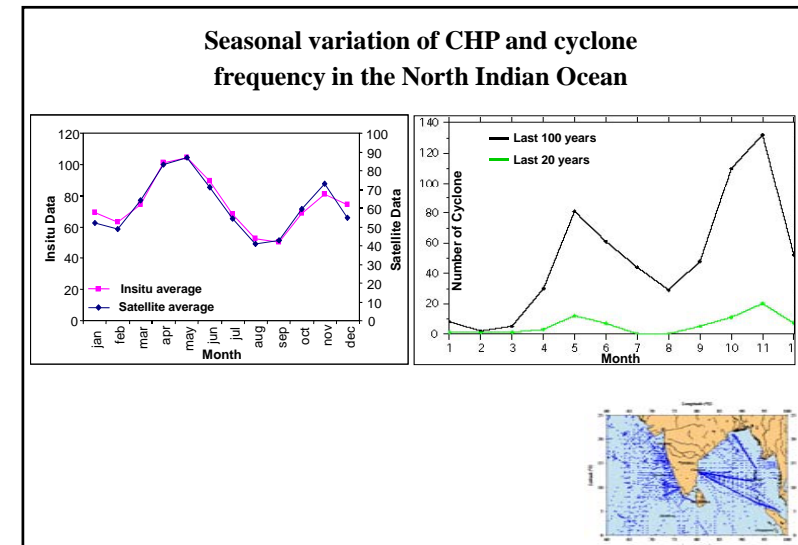 Seasonal variation of CHP and cyclone
frequency in the North Indian Ocean
120
100
80
60
40
20
0
Insitu Data
100
90
80
70
60
50
40
30
20
10
0
Satellite Data
Insitu average
Satellite average
jan feb mar apr may jun jul aug sep oct nov dec
Month
140
120
100
80
60
40
20
0
Number of Cyclone
Last 100 years
Last 20 years
1 2 3 4 5 6 7 8 9 10 11 1
Month